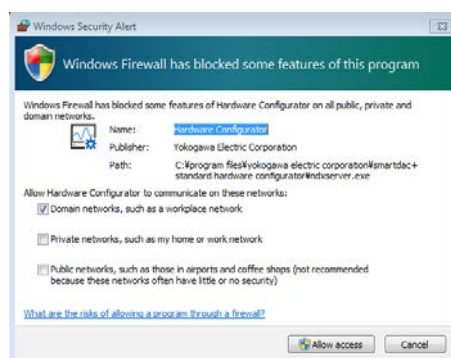 Windows Security Alert
Windows Firewall has blocked some features of this program
Windows Firewall has blocked some features of Hardware Configurator on all public, private and
domain networks.
Name: Hardware Configurator
Publisher: Yokogawa Electric Corporation
Path: C:¥program files¥yokogawa electric corporation¥smartdac+
standard hardware configurator¥ndxserver.exe
Allow Hardware Configurator to communicate on these networks:
Domain networks, such as a workplace network
Private networks, such as my home or work network
Public networks, such as those in airports and coffee shops (not recommended
because these networks often have little or no security)
What are the risks of allowing a program through a firewall?
Allow access Cancel